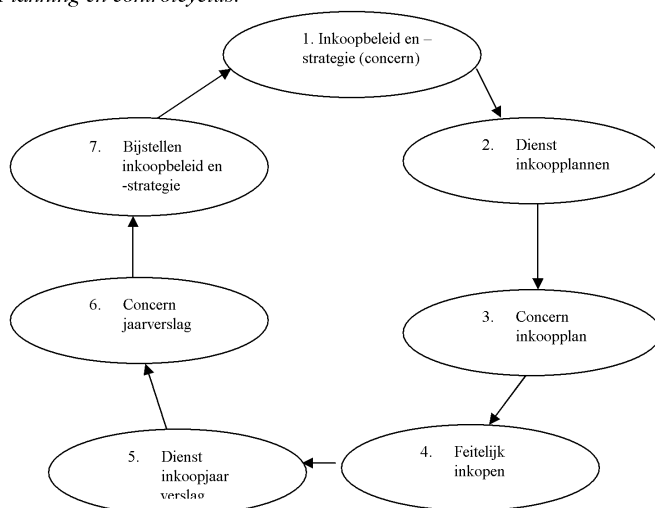 Planning en controlcyclus.
1. Inkoopbeleid en –
strategie (concern)
2. Dienst
inkoopplannen
3. Concern
inkoopplan
4. Feitelijk
inkopen
5. Dienst
inkoopjaar
verslag
6. Concern
jaarverslag
7. Bijstellen
inkoopbeleid en
-strategie